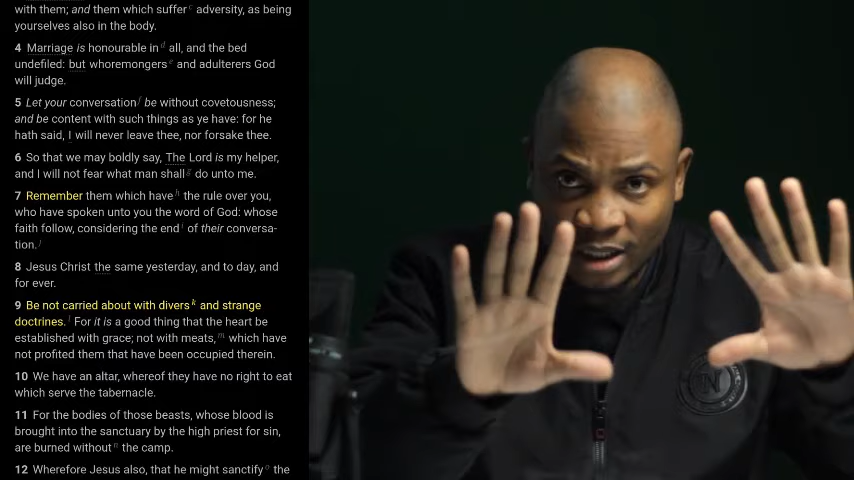 with them; and them which suffer c adversity, as being
yourselves also in the body.
4 Marriage is honourable in d all, and the bed
undefiled: but whoremongers e and adulterers God
will judge.
5 Let your conversation f be without covetousness;
and be content with such things as ye have: for he
hath said, I will never leave thee, nor forsake thee.
6 So that we may boldly say, The Lord is my helper,
and I will not fear what man shall g do unto me.
7 Remember them which have h the rule over you,
who have spoken unto you the word of God: whose
faith follow, considering the end i of their conversa-
tion. j
8 Jesus Christ the same yesterday, and to day, and
for ever.
9 Be not carried about with divers k and strange
doctrines. l For it is a good thing that the heart be
established with grace; not with meats, m which have
not profited them that have been occupied therein.
10 We have an altar, whereof they have no right to eat
which serve the tabernacle.
11 For the bodies of those beasts, whose blood is
brought into the sanctuary by the high priest for sin,
are burned without n the camp.
12 Wherefore Jesus also, that he might sanctify o the